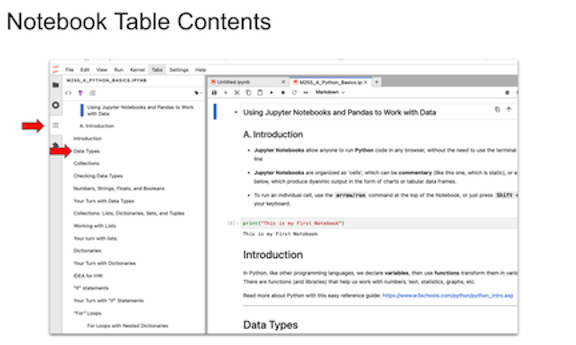 Notebook Table Contents
File Edit View Run Kernel Tabs Settings Help
M255_A_PYTHON_BASICS.IPYNB
Using Jupyter Notebooks and Pandas to Work
with Data
A. Introduction
Introduction
Data Types
Collections
Checking Data Types
Numbers, Strings, Floats, and Booleans
Your Turn with Data Types
Collections: Lists, Dictionaries, Sets, and Tuples
Working with Lists
Your turn with lists:
Dictionaries
Your Turn with Dictionaries
IDEA for HW:
"If" statements
Your Turn with "If" Statements
"For" Loops
For Loops with Nested Dictionaries
Untitled.ipynb
M255_A_Python_Basics.ip
Markdown
Using Jupyter Notebooks and Pandas to Work with Data
A. Introduction
• Jupyter Notebooks allow anyone to run Python code in any browser, without the need to use the terminal
line
• Jupyter Notebooks are organized as 'cells', which can be commentary (like this one, which is static), or
below, which produce dyanmic output in the form of charts or tabular data frames.
• To run an individual cell, use the arrow/run command at the top of the Notebook, or just press Shift +
your keyboard.
print("This is my First Notebook")
This is my First Notebook
Introduction
In Python, like other programming languages, we declare variables, then use functions transform them in
There are functions (and libraries) that help us work with numbers, text, statistics, graphs, etc.
Read more about Python with this easy reference guide: https://www.w3schools.com/python/python_intro.asp
Data Types